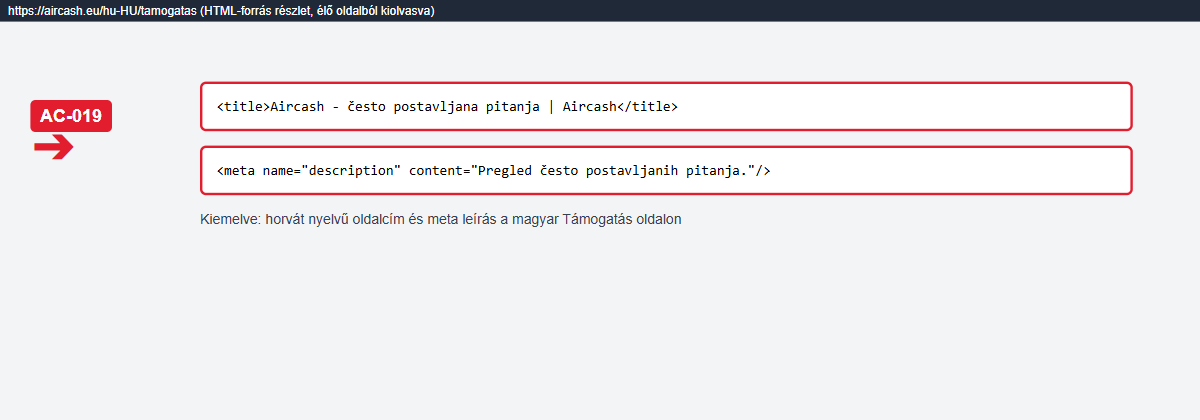 https://aircash.eu/hu-HU/tamogatas (HTML-forrás részlet, élő oldalból kiolvasva)
AC-019
<title>Aircash - često postavljana pitanja | Aircash</title>
<meta name="description" content="Pregled često postavljanih pitanja."/>
Kiemelve: horvát nyelvű oldalcím és meta leírás a magyar Támogatás oldalon